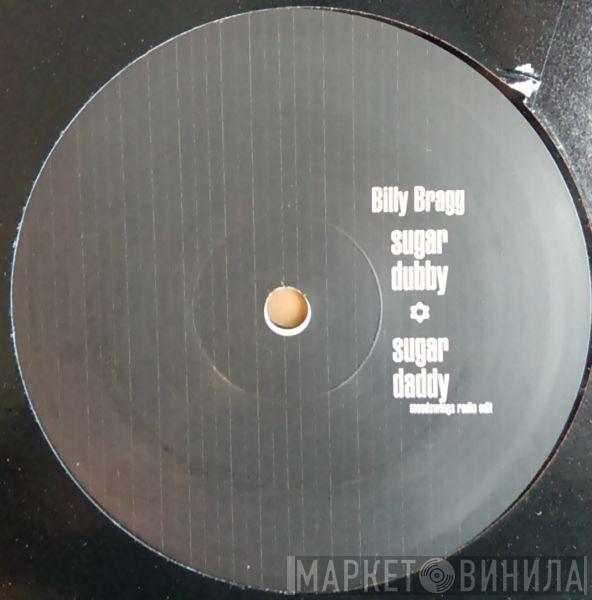 Billy Bragg
sugar
dubby
sugar
daddy
moodswings radio edit
МАРКЕТ ВИНИЛА